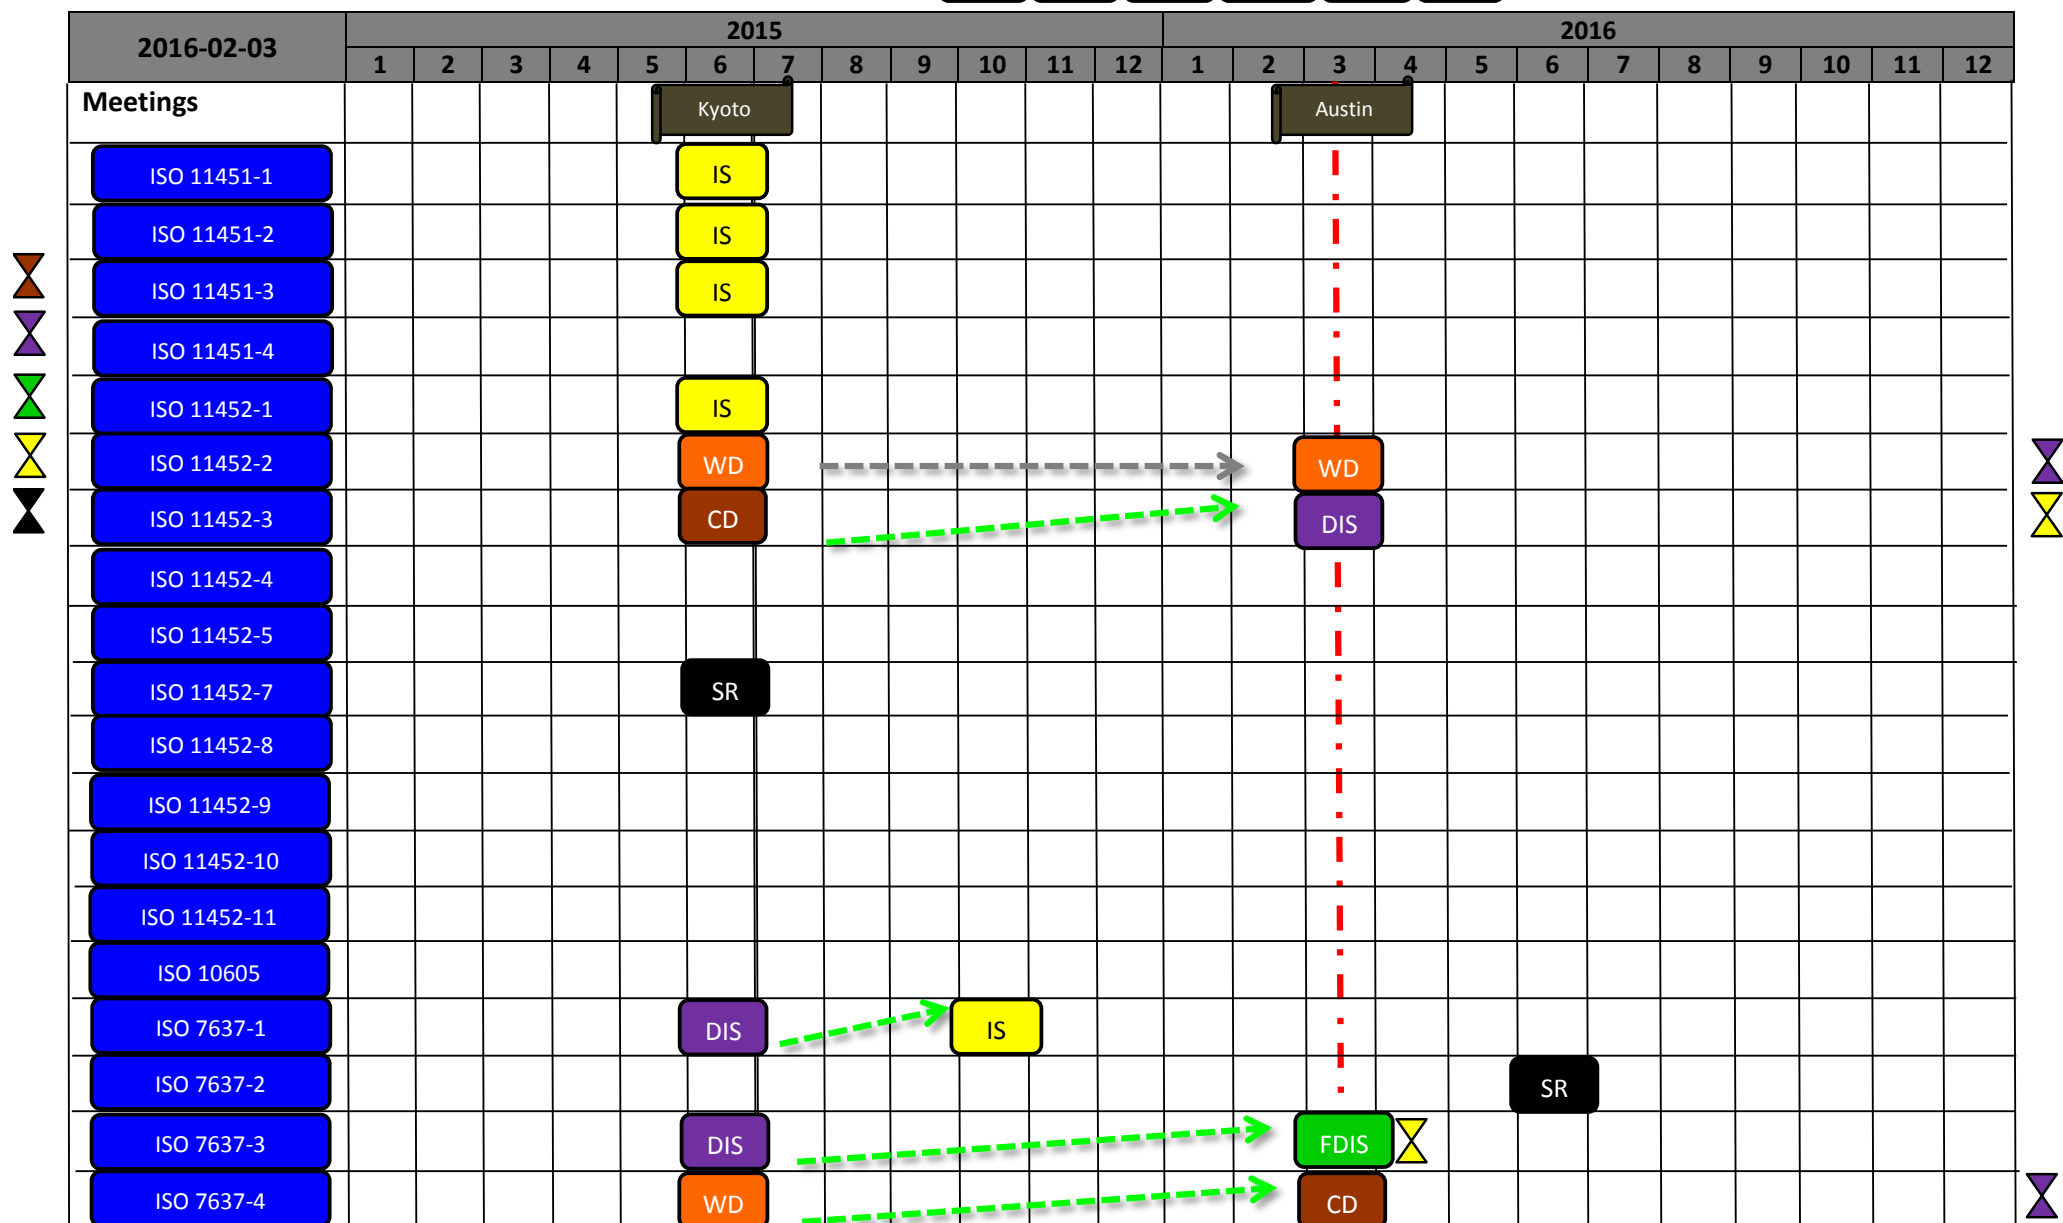 2016-02-03 2015 2016
1 2 3 4 5 6 7 8 9 10 11 12 1 2 3 4 5 6 7 8 9 10 11 12
Meetings Kyoto Austin
ISO 11451-1 IS
ISO 11451-2 IS
ISO 11451-3 IS
ISO 11451-4
ISO 11452-1 IS
ISO 11452-2 WD WD
ISO 11452-3 CD DIS
ISO 11452-4
ISO 11452-5
ISO 11452-7 SR
ISO 11452-8
ISO 11452-9
ISO 11452-10
ISO 11452-11
ISO 10605
ISO 7637-1 DIS IS
ISO 7637-2 SR
ISO 7637-3 DIS FDIS
ISO 7637-4 WD CD